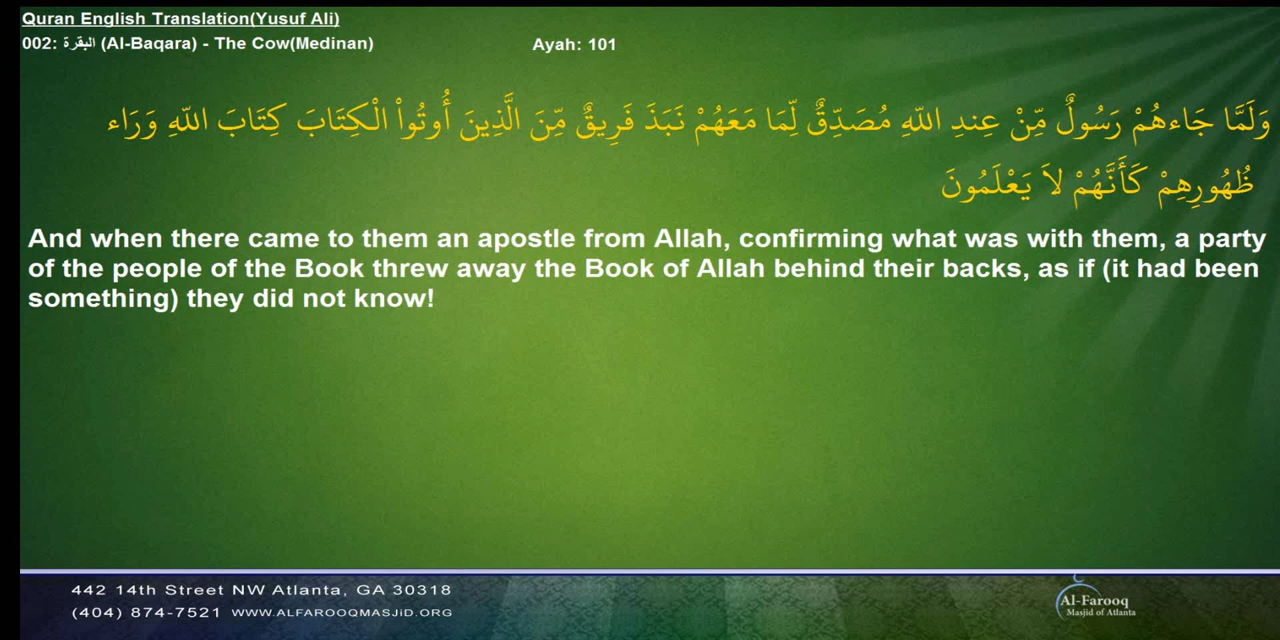 Quran English Translation(Yusuf Ali)
002: البقرة (Al-Baqara) - The Cow(Medinan)
Ayah: 101
وَلَمَّا جَاءهُمْ رَسُولٌ مِّنْ عِندِ اللّهِ مُصَدِّقٌ لِّمَا مَعَهُمْ نَبَذَ فَرِيقٌ مِّنَ الَّذِينَ أُوتُواْ الْكِتَابَ كِتَابَ اللّهِ وَرَاء
ظُهُورِهِمْ كَأَنَّهُمْ لاَ يَعْلَمُونَ
And when there came to them an apostle from Allah, confirming what was with them, a party
of the people of the Book threw away the Book of Allah behind their backs, as if (it had been
something) they did not know!
442 14th Street NW Atlanta, GA 30318
(404) 874-7521 WWW.ALFAROOQMASJiD.ORG
Al-Farooq
Masjid of Atlanta